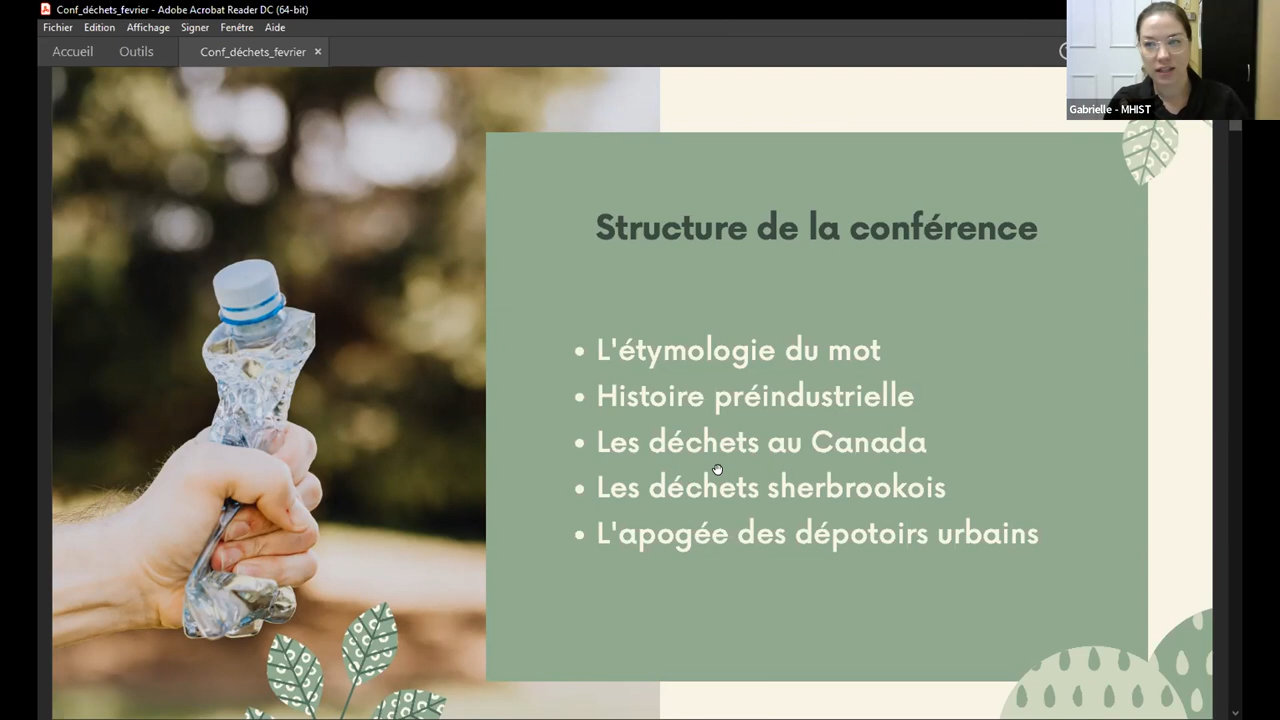 Conf_déchets_fevrier - Adobe Acrobat Reader DC (64-bit)
Fichier Edition Affichage Signer Fenêtre Aide
Accueil Outils Conf_déchets_fevrier ×
Gabrielle - MHIST
Structure de la conférence
• L'étymologie du mot
• Histoire préindustrielle
• Les déchets au Canada
• Les déchets sherbrookois
• L'apogée des dépotoirs urbains